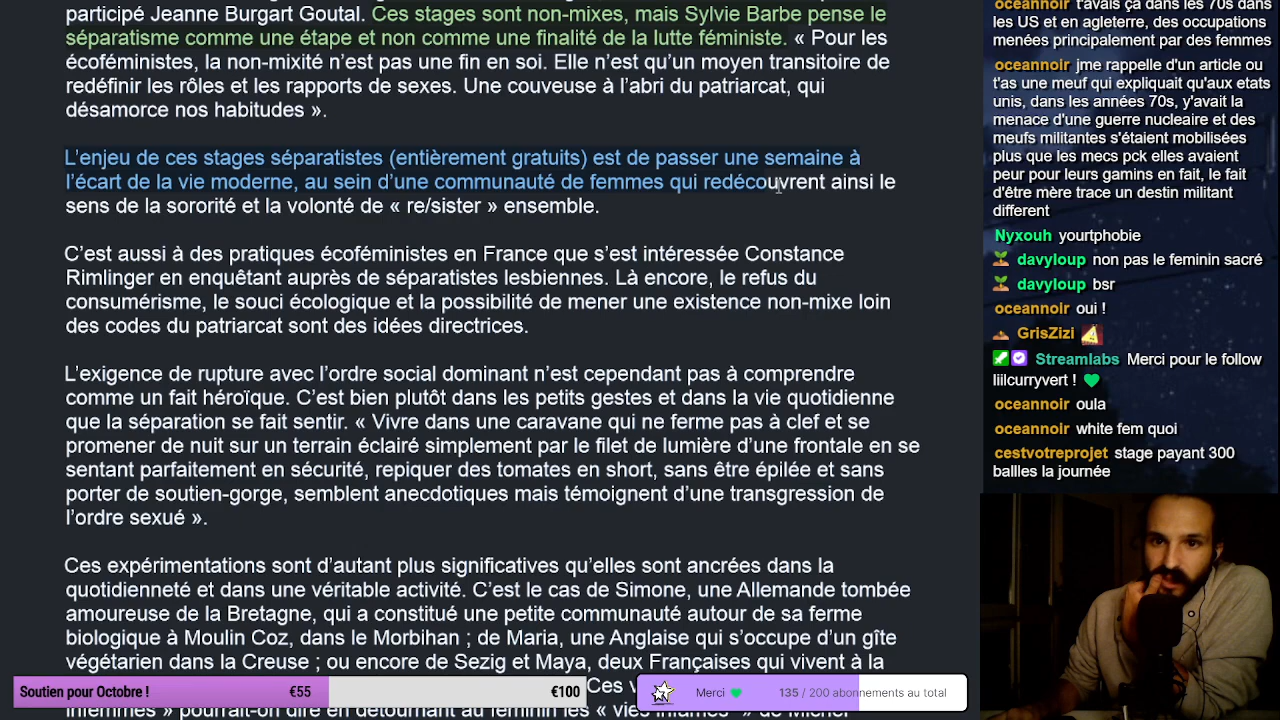 participé Jeanne Burgart Goutal. Ces stages sont non-mixes, mais Sylvie Barbe pense le
séparatisme comme une étape et non comme une finalité de la lutte féministe. « Pour les
écoféministes, la non-mixité n’est pas une fin en soi. Elle n’est qu’un moyen transitoire de
redéfinir les rôles et les rapports de sexes. Une couveuse à l’abri du patriarcat, qui
désamorce nos habitudes ».
L’enjeu de ces stages séparatistes (entièrement gratuits) est de passer une semaine à
l’écart de la vie moderne, au sein d’une communauté de femmes qui redécouvrent ainsi le
sens de la sororité et la volonté de « re/sister » ensemble.
C’est aussi à des pratiques écoféministes en France que s’est intéressée Constance
Rimlinger en enquêtant auprès de séparatistes lesbiennes. Là encore, le refus du
consumérisme, le souci écologique et la possibilité de mener une existence non-mixe loin
des codes du patriarcat sont des idées directrices.
L’exigence de rupture avec l’ordre social dominant n’est cependant pas à comprendre
comme un fait héroïque. C’est bien plutôt dans les petits gestes et dans la vie quotidienne
que la séparation se fait sentir. « Vivre dans une caravane qui ne ferme pas à clef et se
promener de nuit sur un terrain éclairé simplement par le filet de lumière d’une frontale en se
sentant parfaitement en sécurité, repiquer des tomates en short, sans être épilée et sans
porter de soutien-gorge, semblent anecdotiques mais témoignent d’une transgression de
l’ordre sexué ».
Ces expérimentations sont d’autant plus significatives qu’elles sont ancrées dans la
quotidienneté et dans une véritable activité. C’est le cas de Simone, une Allemande tombée
amoureuse de la Bretagne, qui a constitué une petite communauté autour de sa ferme
biologique à Moulin Coz, dans le Morbihan ; de Maria, une Anglaise qui s’occupe d’un gîte
végétarien dans la Creuse ; ou encore de Sezig et Maya, deux Françaises qui vivent à la
Ces v
infemmes » pourrait-on dire en détournant au féminin les « vies infâmes » de Michel
Soutien pour Octobre ! €55 €100
Merci 135 / 200 abonnements au total
oceannoir t'avais ça dans les 70s dans
les US et en agleterre, des occupations
menées principalement par des femmes
oceannoir jme rappelle d'un article ou
t'as une meuf qui expliquait qu'aux etats
unis, dans les années 70s, y'avait la
menace d'une guerre nucleaire et des
meufs militantes s'étaient mobilisées
plus que les mecs pck elles avaient
peur pour leurs gamins en fait, le fait
d'être mère trace un destin militant
different
Nyxouh yourtphobie
davyloup non pas le feminin sacré
davyloup bsr
oceannoir oui !
GrisZizi
Streamlabs Merci pour le follow
liilcurryvert !
oceannoir oula
oceannoir white fem quoi
cestvotreprojet stage payant 300
ballles la journée